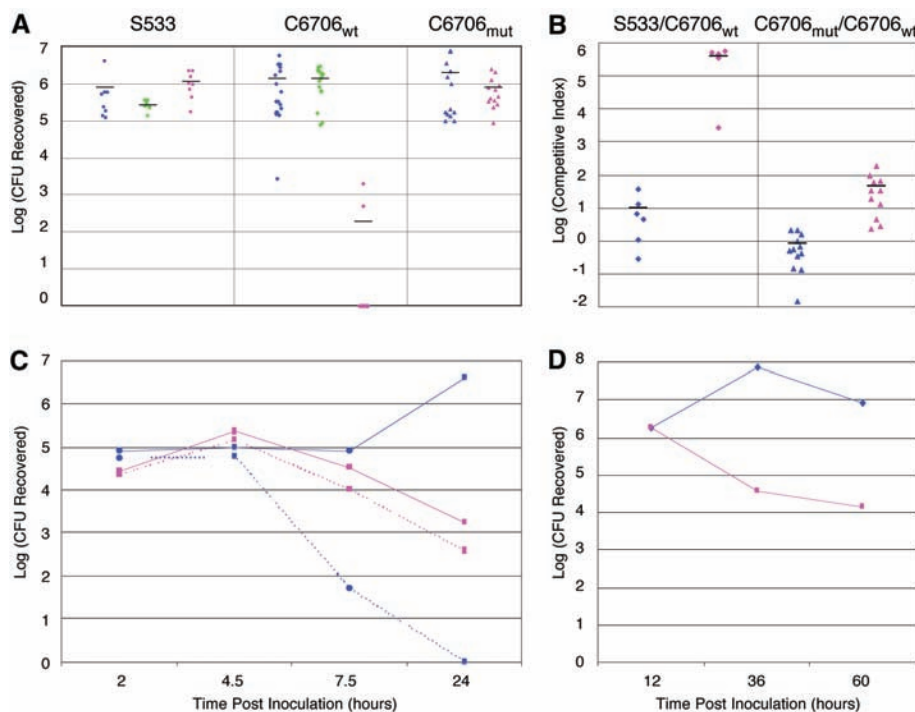 A
S533
C6706wt
C6706mut
Log (CFU Recovered)
7
6
5
4
3
2
1
0
B
S533/C6706wt
C6706mut/C6706wt
Log (Competitive Index)
6
5
6
3
2
1
0
-1
-2
C
Log (CFU Recovered)
7
6
5
4
3
2
1
0
2
4.5
7.5
24
Time Post Inoculation (hours)
D
Log (CFU Recovered)
8
7
6
5
4
3
2
1
0
12
36
60
Time Post Inoculation (hours)